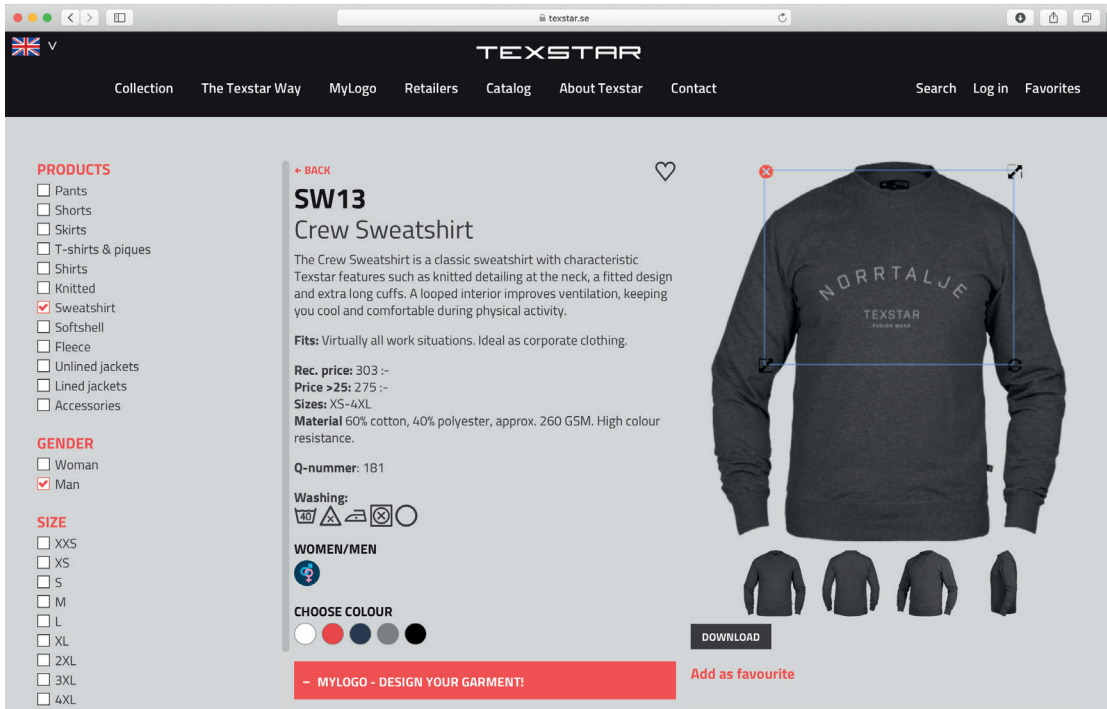 texstar.se
V
TEXSTAR
Collection The Texstar Way MyLogo Retailers Catalog About Texstar Contact Search Log in Favorites
PRODUCTS
Pants
Shorts
Skirts
T-shirts & piques
Shirts
Knitted
Sweatshirt
Softshell
Fleece
Unlined jackets
Lined jackets
Accessories
GENDER
Woman
Man
SIZE
XXS
XS
S
M
L
XL
2XL
3XL
4XL
← BACK
SW13
Crew Sweatshirt
The Crew Sweatshirt is a classic sweatshirt with characteristic
Texstar features such as knitted detailing at the neck, a fitted design
and extra long cuffs. A looped interior improves ventilation, keeping
you cool and comfortable during physical activity.
Fits: Virtually all work situations. Ideal as corporate clothing.
Rec. price: 303 :-
Price >25: 275 :-
Sizes: XS-4XL
Material 60% cotton, 40% polyester, approx. 260 GSM. High colour
resistance.
Q-nummer: 181
Washing:
40
WOMEN/MEN
CHOOSE COLOUR
– MYLOGO - DESIGN YOUR GARMENT!
NORRTALJE
TEXSTAR
FUSION WEAR
DOWNLOAD
Add as favourite